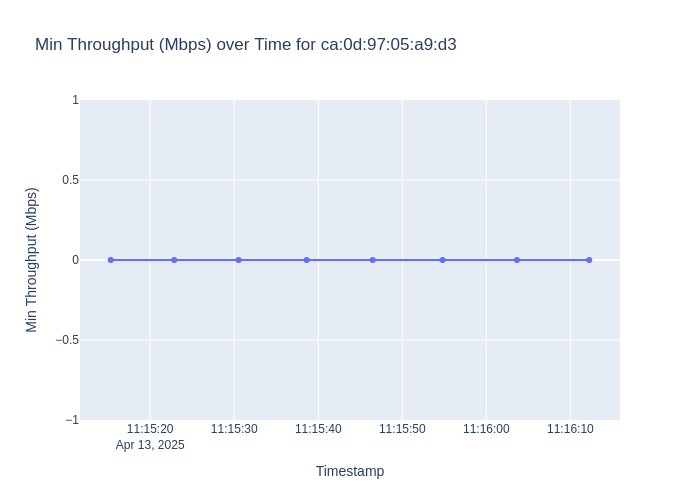 Min Throughput (Mbps) over Time for ca:0d:97:05:a9:d3
1
0.5
0
−0.5
−1
Min Throughput (Mbps)
11:15:20 11:15:30 11:15:40 11:15:50 11:16:00 11:16:10
Apr 13, 2025
Timestamp